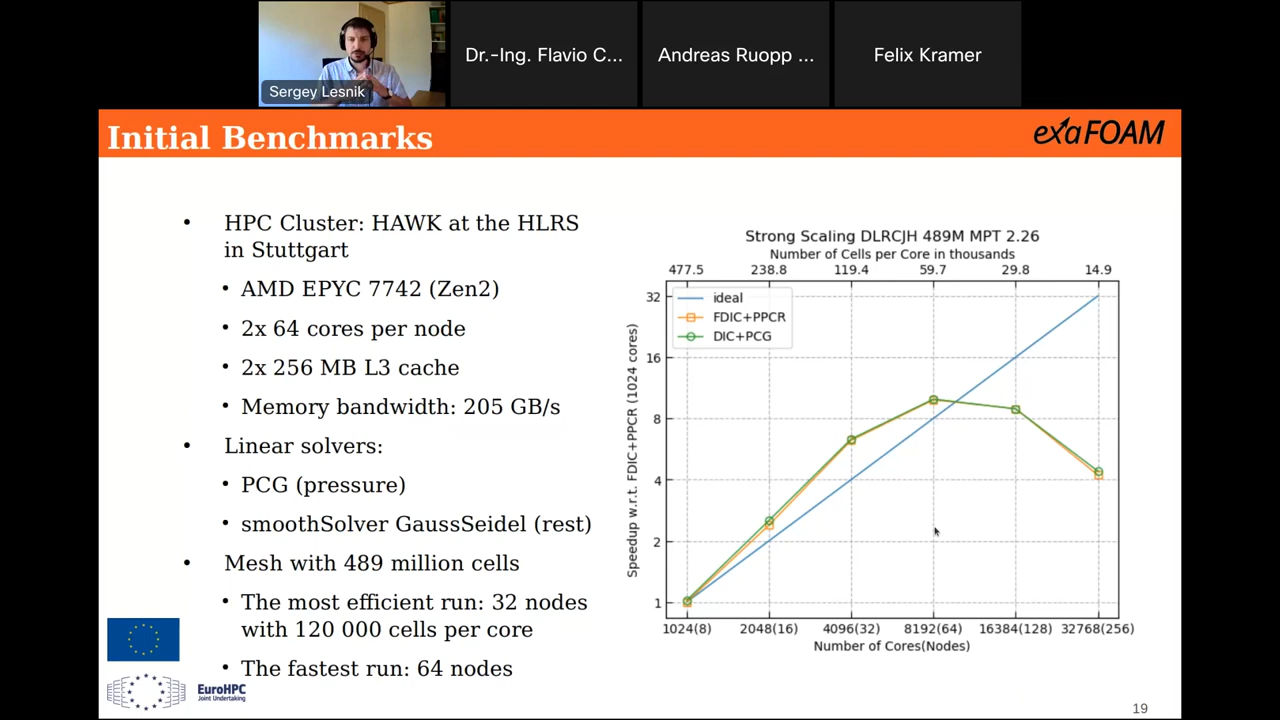 Sergey Lesnik
Dr.-Ing. Flavio C...
Andreas Ruopp ...
Felix Kramer
Initial Benchmarks
exaFOAM
• HPC Cluster: HAWK at the HLRS
in Stuttgart
• AMD EPYC 7742 (Zen2)
• 2x 64 cores per node
• 2x 256 MB L3 cache
• Memory bandwidth: 205 GB/s
• Linear solvers:
• PCG (pressure)
• smoothSolver GaussSeidel (rest)
• Mesh with 489 million cells
• The most efficient run: 32 nodes
with 120 000 cells per core
• The fastest run: 64 nodes
Strong Scaling DLRCJH 489M MPT 2.26
Number of Cells per Core in thousands
477.5 238.8 119.4 59.7 29.8 14.9
ideal
FDIC+PPCR
DIC+PCG
Speedup w.r.t. FDIC+PPCR (1024 cores)
32
16
8
4
2
1
1024(8) 2048(16) 4096(32) 8192(64) 16384(128) 32768(256)
Number of Cores(Nodes)
EuroHPC
Joint Undertaking
19